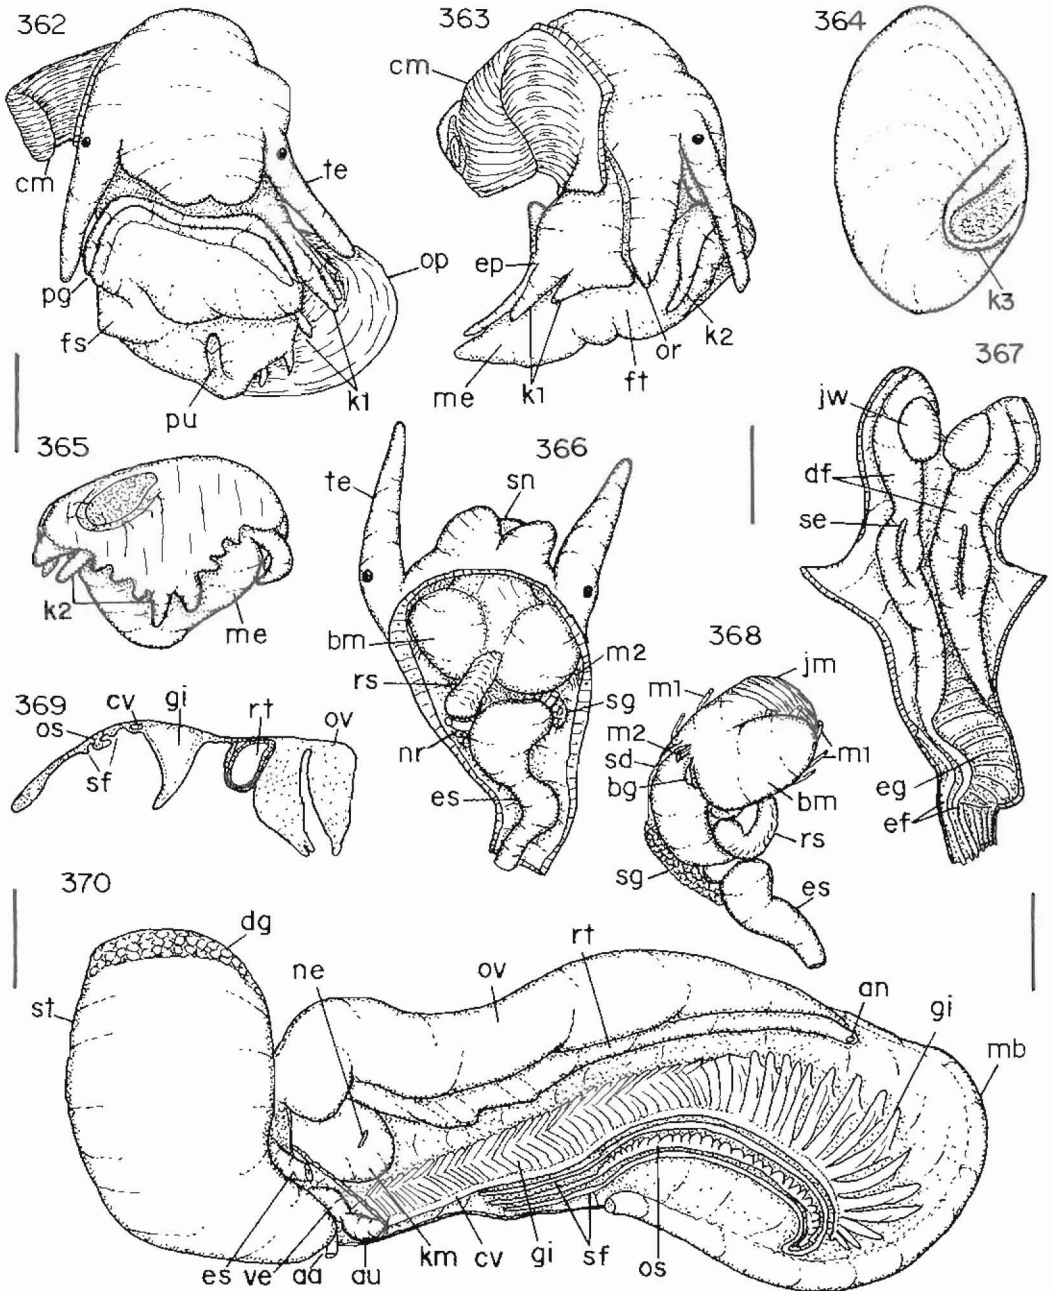 362
363
364
cm
cm
te
op
pg
ep
fs
k3
or
k2
ft
me
k1
k1
pu
367
jw
365
366
te
sn
df
se
k2
me
bm
m2
368
jm
rs
m1
369
os
cv
gi
rt
ov
sg
m2
m1
sd
sf
nr
bg
bm
eg
es
rs
ef
sg
es
370
dg
ne
ov
rt
an
gi
st
mb
es
ve
aa
au
km
cv
gi
sf
os